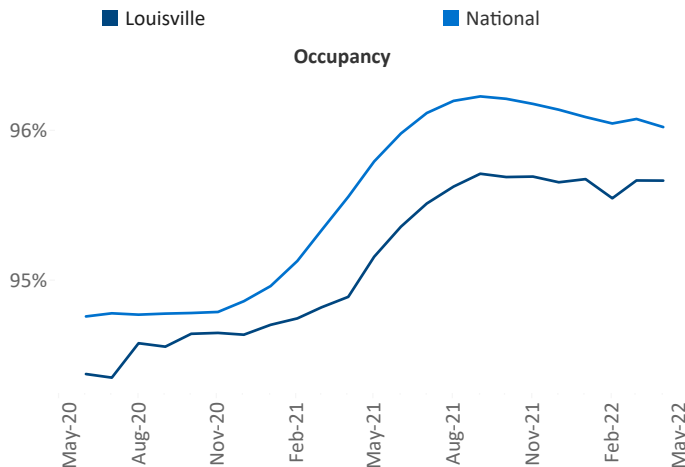 Louisville National
Occupancy
96%
95%
May-20
Aug-20
Nov-20
Feb-21
May-21
Aug-21
Nov-21
Feb-22
May-22